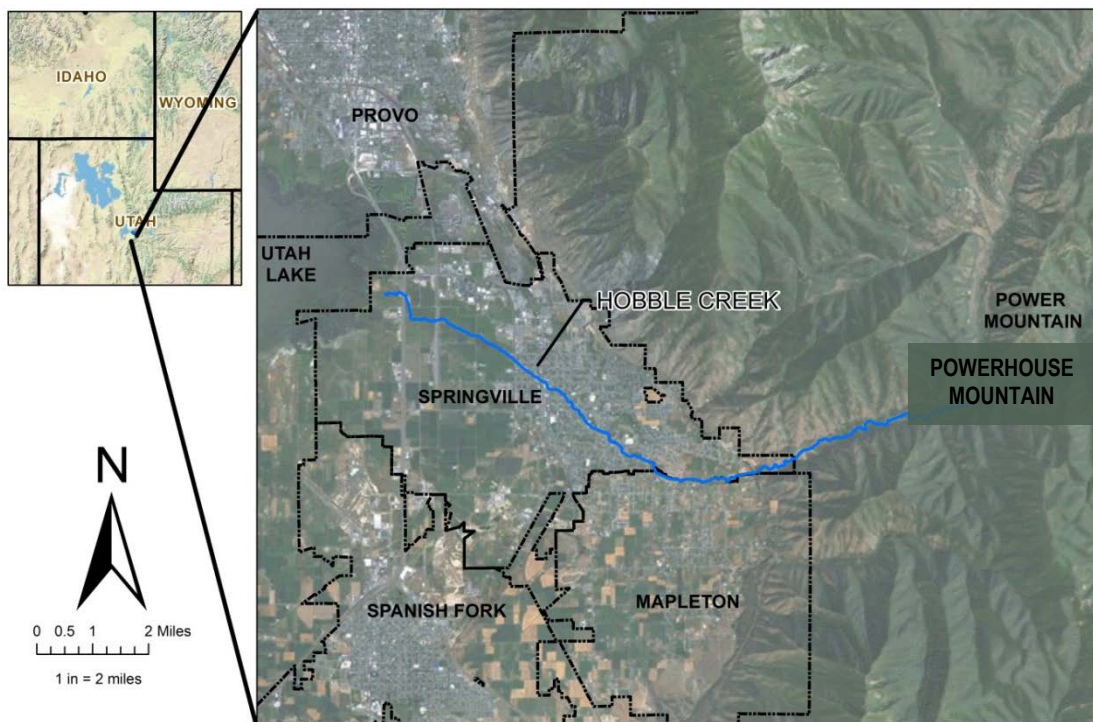 IDAHO
WYOMING
UTAH
PROVO
UTAH
LAKE
HOBBLE CREEK
POWER
MOUNTAIN
POWERHOUSE
MOUNTAIN
SPRINGVILLE
SPANISH FORK
MAPLETON
N
0 0.5 1 2 Miles
1 in = 2 miles